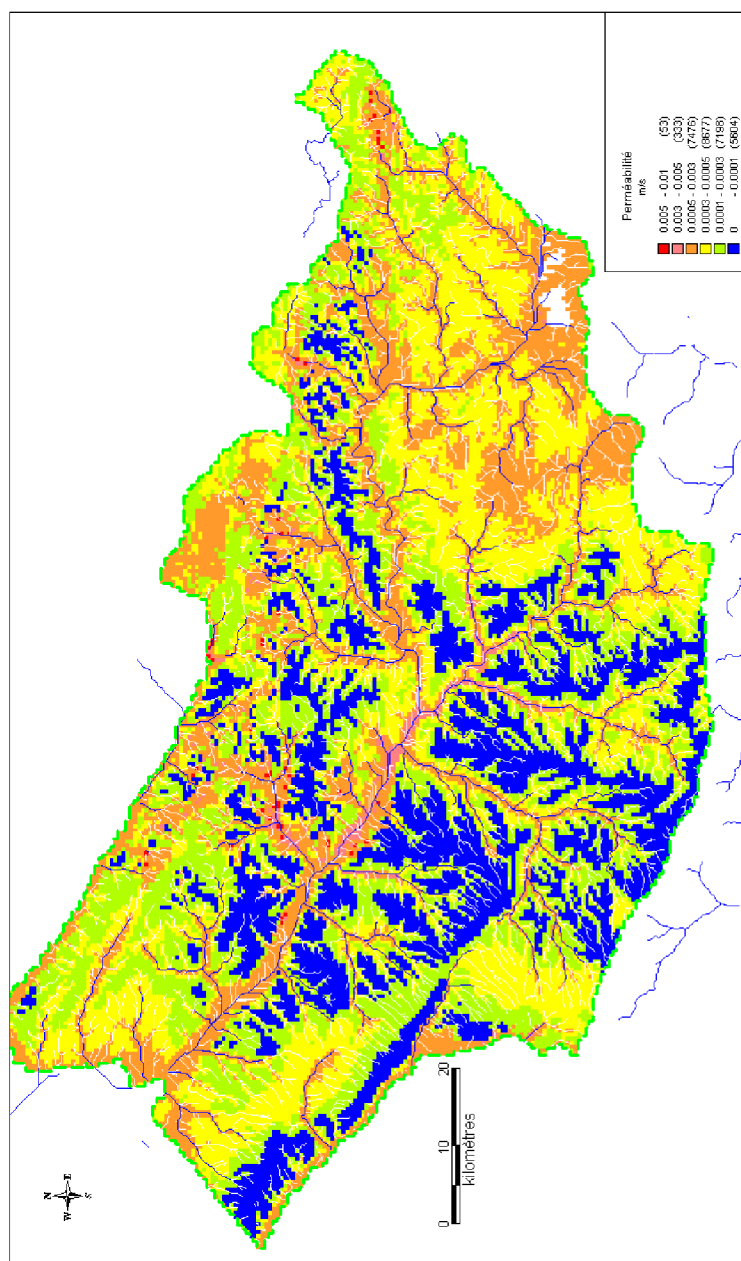 Perméabilité
m/s
0.005 - 0.01 (53)
0.003 - 0.005 (333)
0.0005 - 0.003 (7476)
0.0003 - 0.0005 (8677)
0.0001 - 0.0003 (7198)
0 - 0.0001 (5604)
N
W E
S
0 10 20
kilomètres